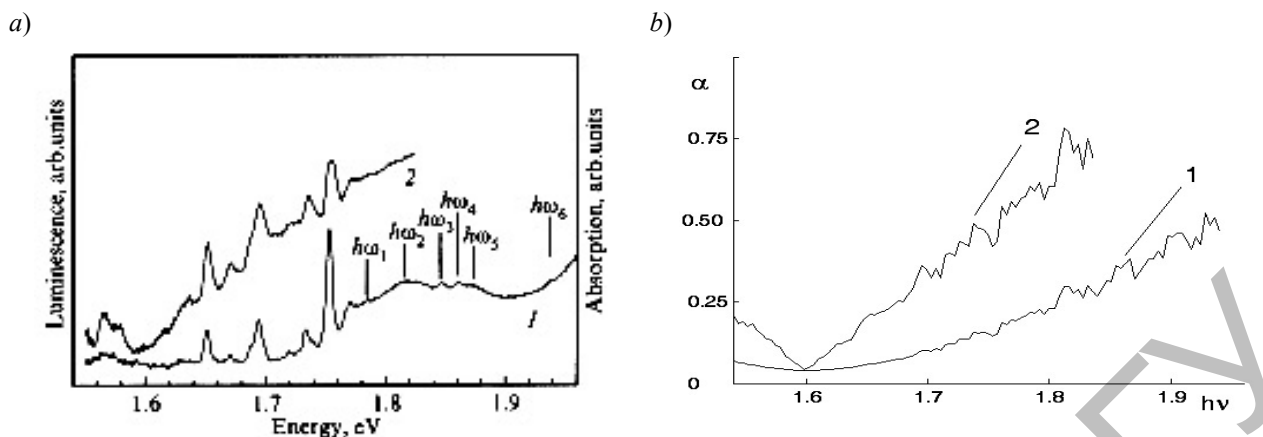 a)
b)
Luminescence, arb.units
Absorption, arb.units
2
ħω₁
ħω₂
ħω₃
ħω₄
ħω₅
ħω₆
1
1.6 1.7 1.8 1.9
Energy, eV
α
0.75
0.50
0.25
0
2
1
1.6 1.7 1.8 1.9
hν
ГУ